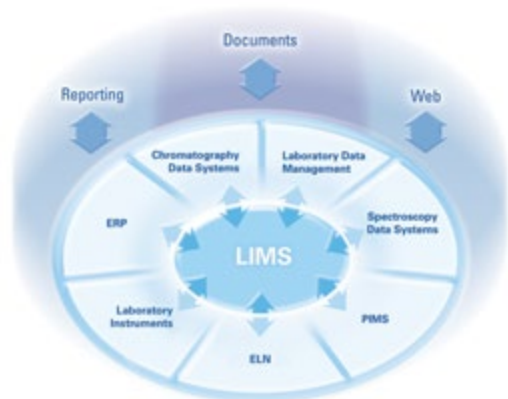 Documents
Reporting
Web
Chromatography
Data Systems
Laboratory Data
Management
ERP
Spectroscopy
Data Systems
LIMS
Laboratory
Instruments
PIMS
ELN